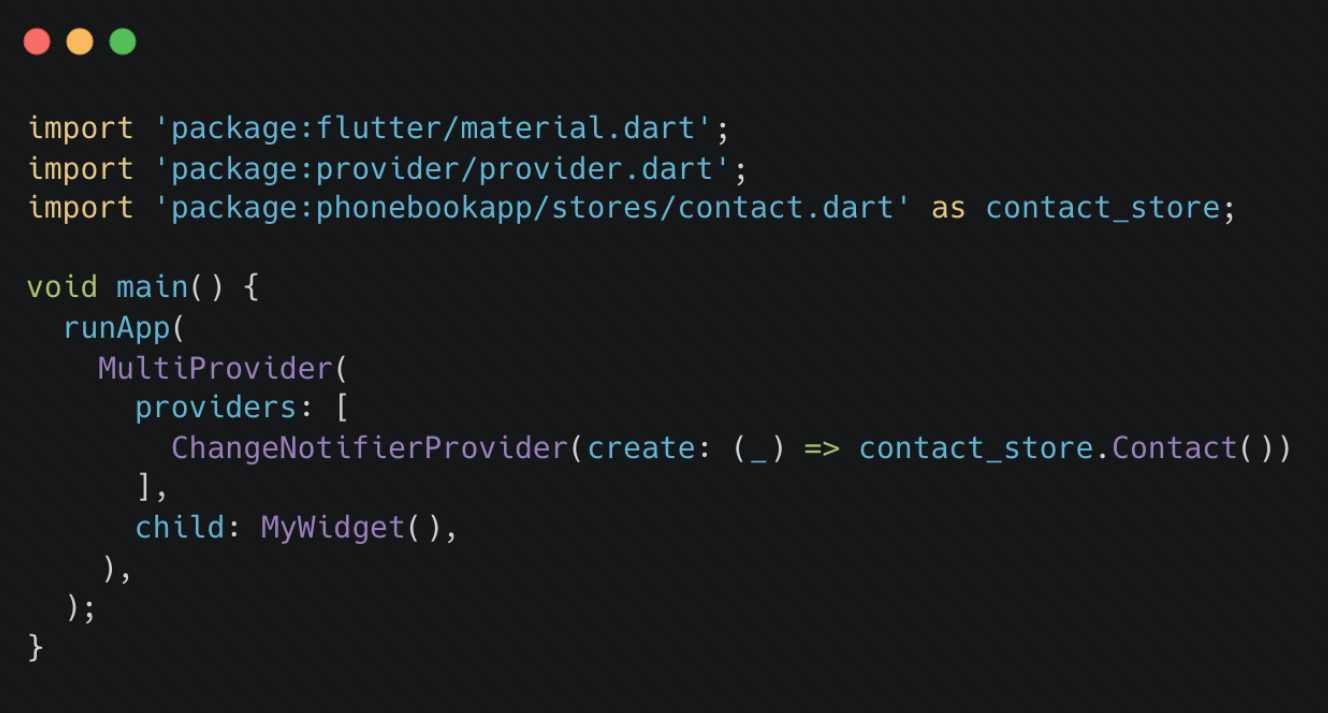 import 'package:flutter/material.dart';
import 'package:provider/provider.dart';
import 'package:phonebookapp/stores/contact.dart' as contact_store;

void main() {
  runApp(
    MultiProvider(
      providers: [
        ChangeNotifierProvider(create: (_) => contact_store.Contact())
      ],
      child: MyWidget(),
    ),
  );
}